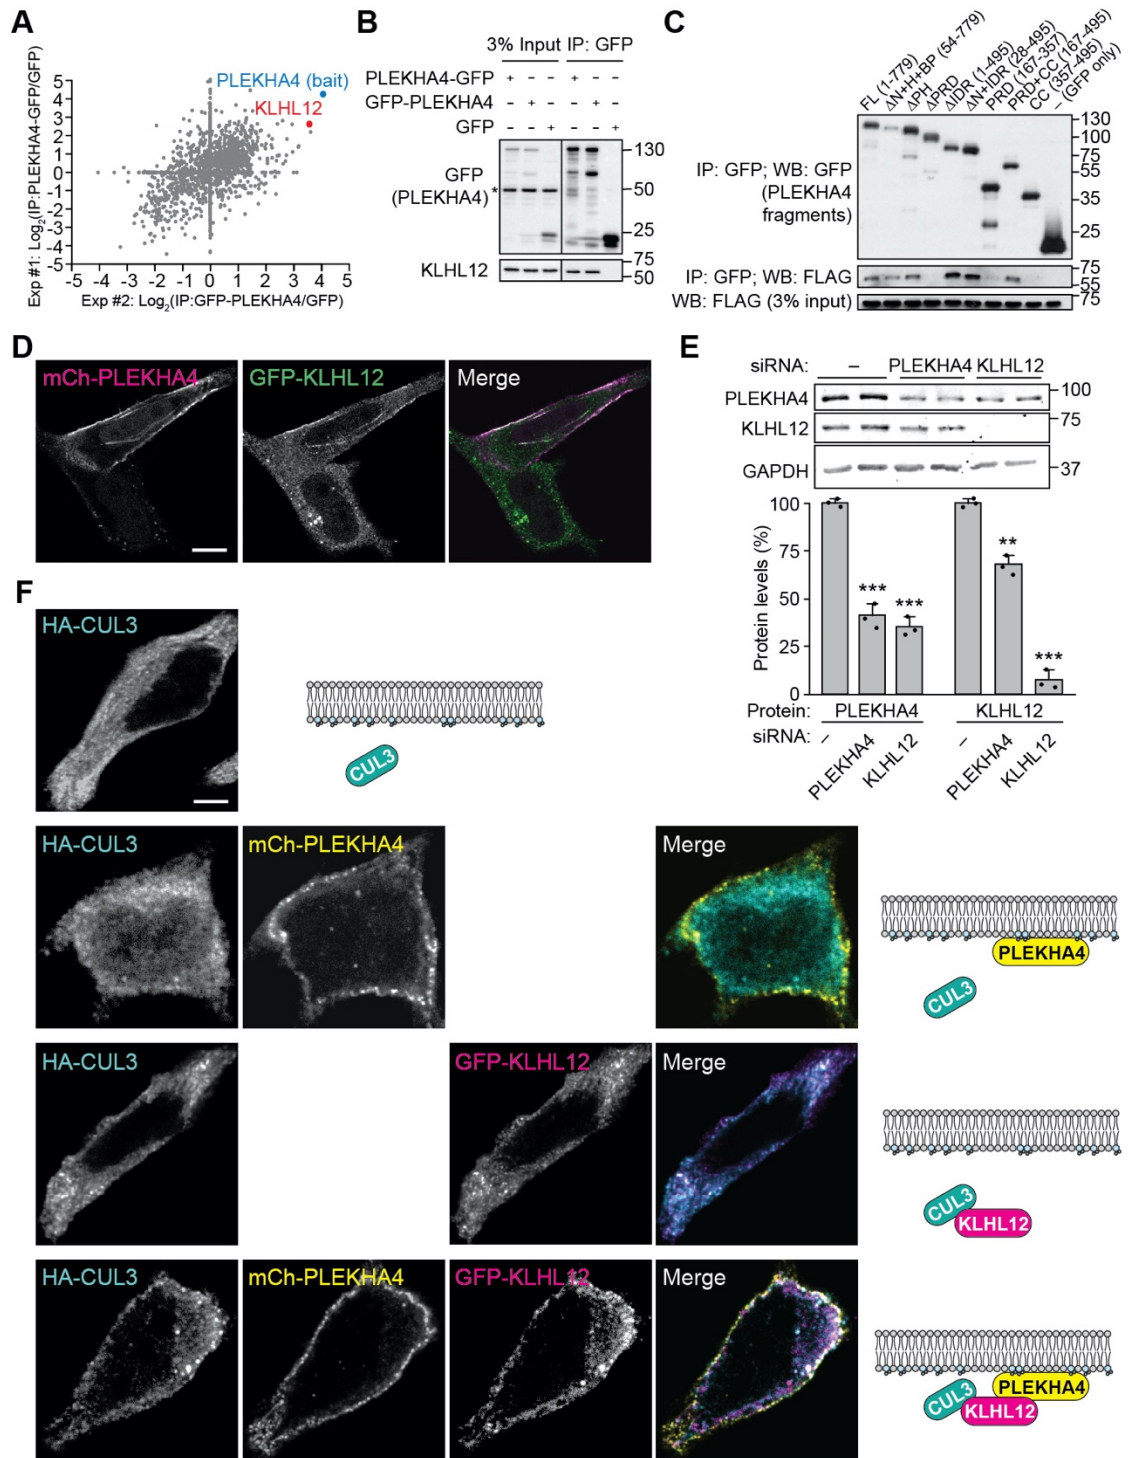 A
Exp #1: Log2(IP:PLEKHA4-GFP/GFP)
5
4
3
2
1
0
-1
-2
-3
-4
PLEKHA4 (bait)
KLHL12
-5 -4 -3 -2 -1 0 1 2 3 4 5
Exp #2: Log2(IP:GFP-PLEKHA4/GFP)
B
3% Input IP: GFP
PLEKHA4-GFP + – – + – –
GFP-PLEKHA4 – + – – + –
GFP – – + – – +
GFP
(PLEKHA4)
*
130
50
25
KLHL12
75
50
C
FL (1-779)
ΔN+H+BP (54-779)
ΔPH
ΔPRD
ΔIDR (1-495)
ΔN+IDR (28-495)
PRD (167-357)
PRD+CC (167-495)
CC (357-495)
– (GFP only)
IP: GFP; WB: GFP
(PLEKHA4
fragments)
130
100
75
55
35
25
IP: GFP; WB: FLAG
75
55
WB: FLAG (3% input)
75
D
mCh-PLEKHA4
GFP-KLHL12
Merge
E
siRNA: – PLEKHA4 KLHL12
PLEKHA4
100
KLHL12
75
GAPDH
37
Protein levels (%)
100
75
50
25
0
*** *** ** ***
Protein: PLEKHA4 KLHL12
siRNA: – PLEKHA4 KLHL12 – PLEKHA4 KLHL12
F
HA-CUL3
CUL3
HA-CUL3
mCh-PLEKHA4
Merge
PLEKHA4
CUL3
HA-CUL3
GFP-KLHL12
Merge
CUL3
KLHL12
HA-CUL3
mCh-PLEKHA4
GFP-KLHL12
Merge
PLEKHA4
CUL3
KLHL12